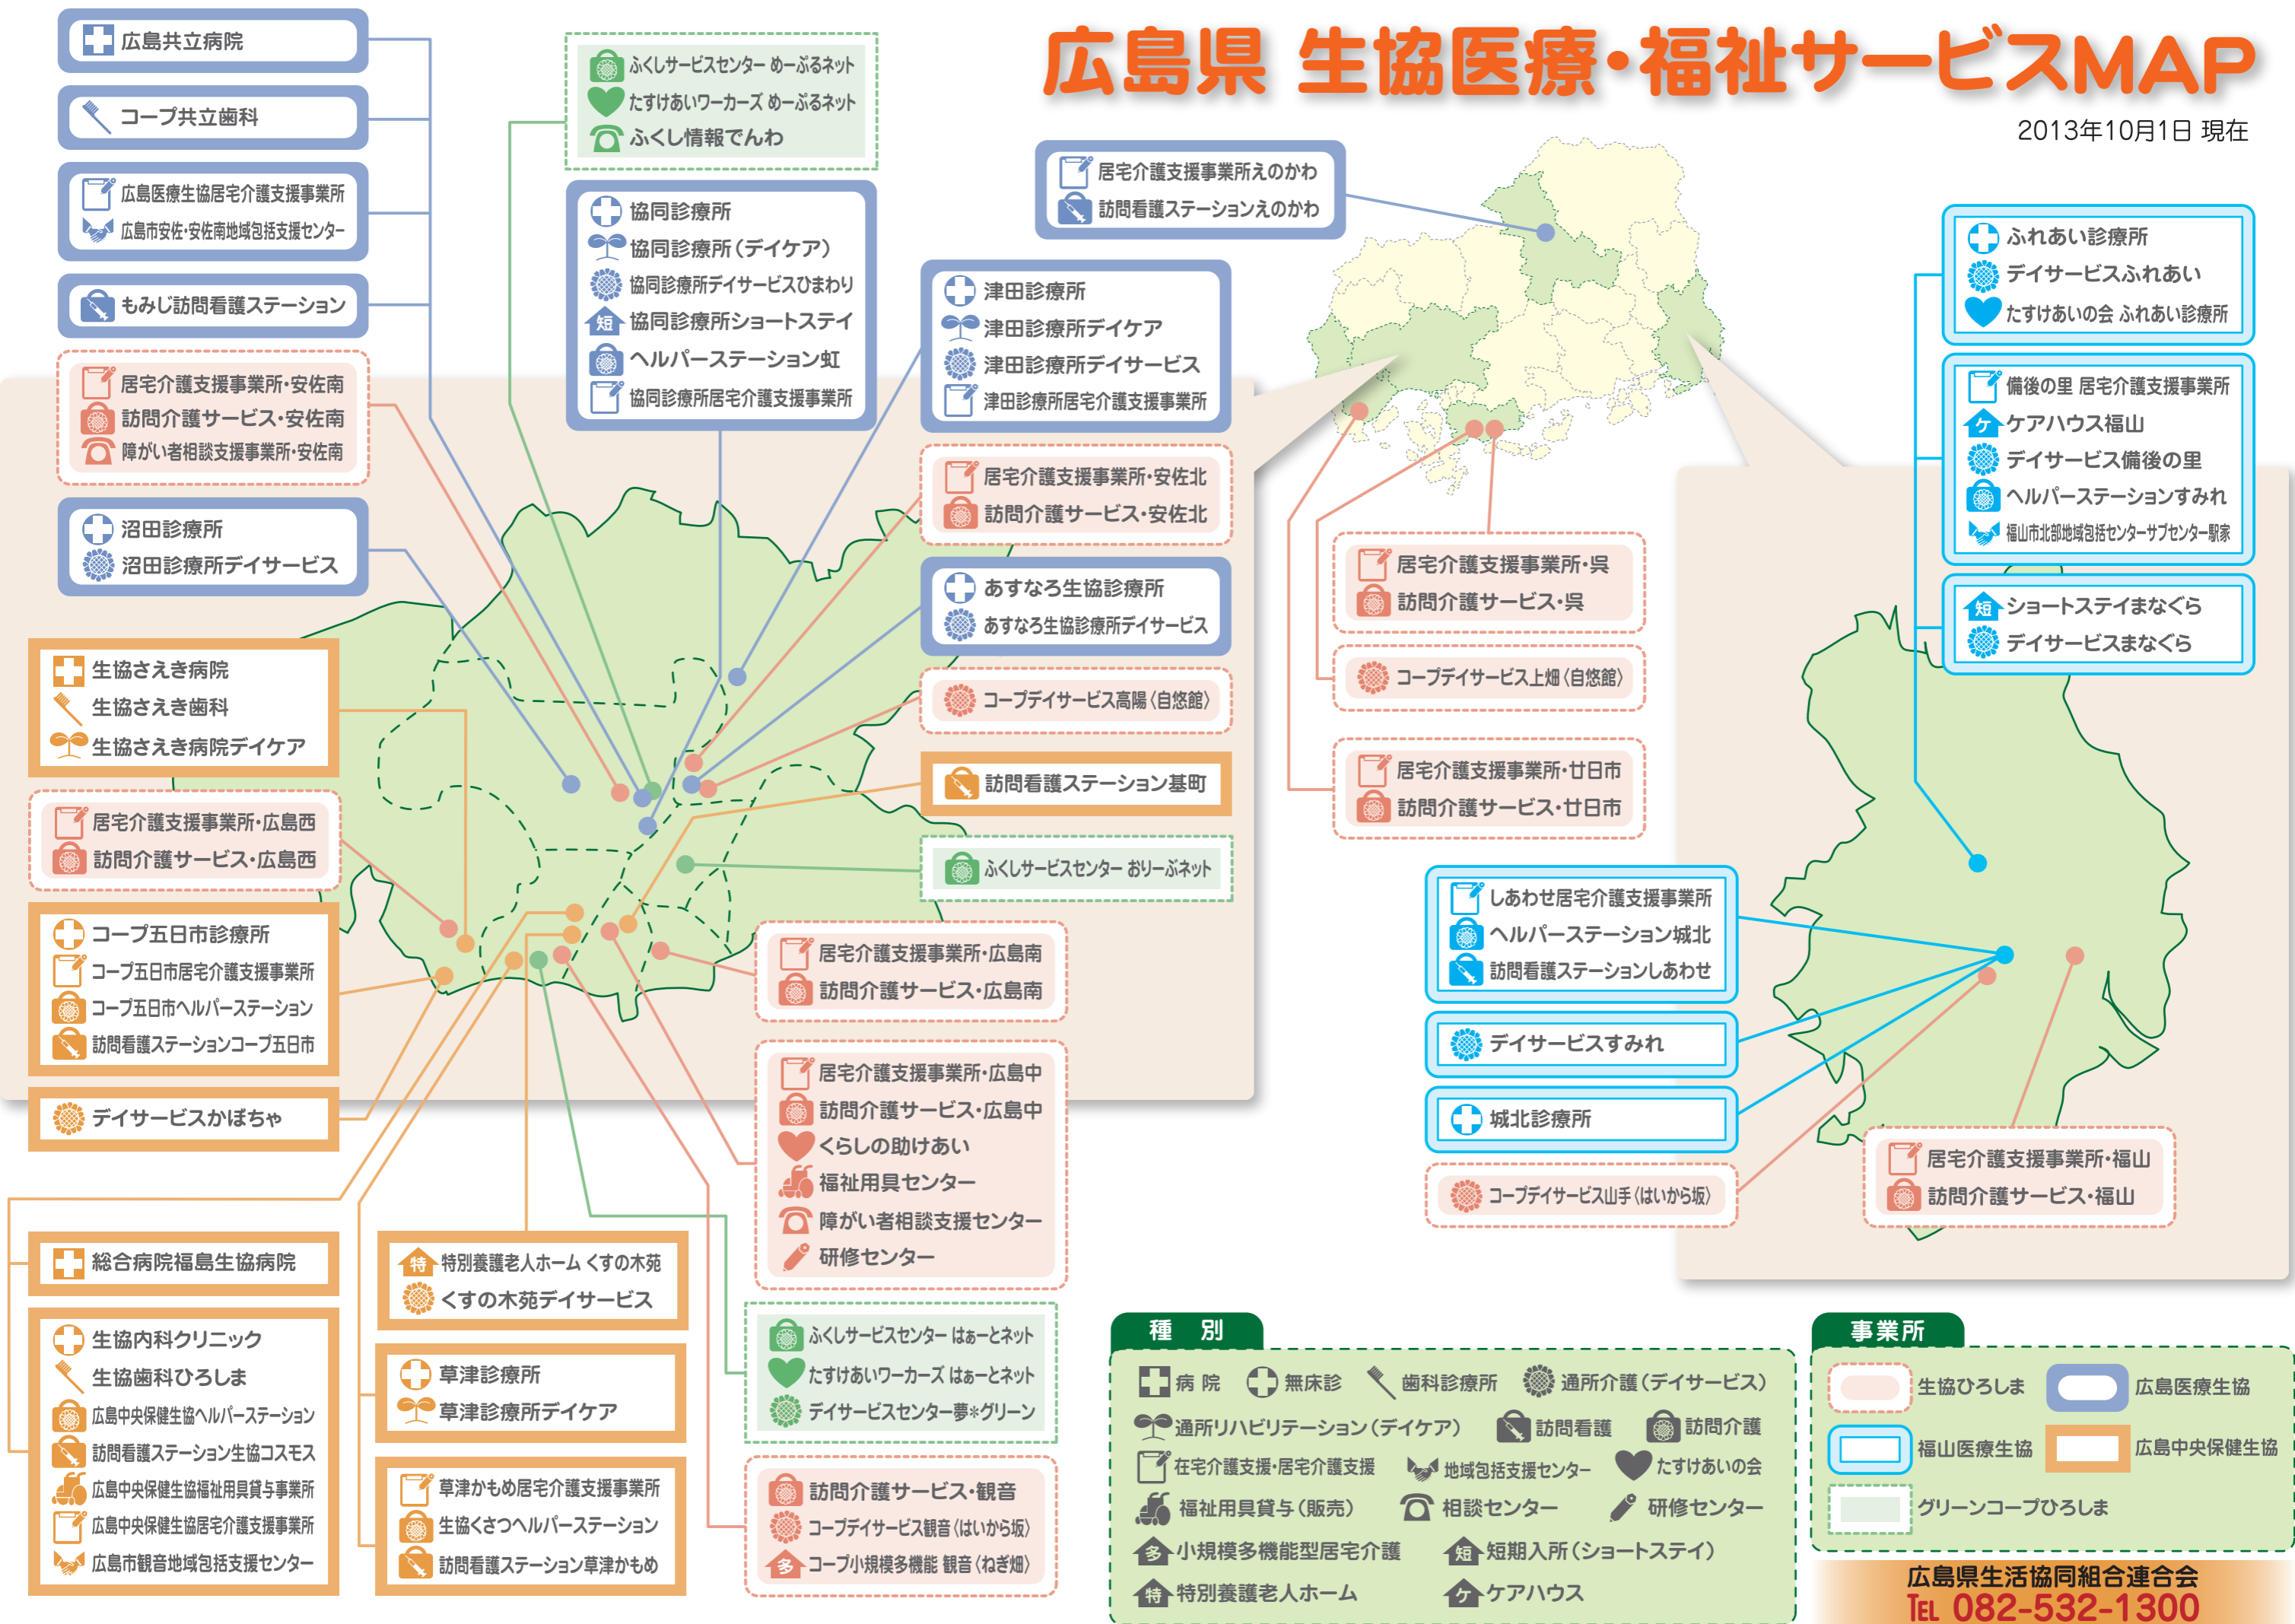 広島県 生協医療・福祉サービスMAP
2013年10月1日 現在
広島共立病院
コープ共立歯科
広島医療生協居宅介護支援事業所
広島市安佐・安佐南地域包括支援センター
もみじ訪問看護ステーション
居宅介護支援事業所・安佐南
訪問介護サービス・安佐南
障がい者相談支援事業所・安佐南
沼田診療所
沼田診療所デイサービス
生協さえき病院
生協さえき歯科
生協さえき病院デイケア
居宅介護支援事業所・広島西
訪問介護サービス・広島西
コープ五日市診療所
コープ五日市居宅介護支援事業所
コープ五日市ヘルパーステーション
訪問看護ステーションコープ五日市
デイサービスかぼちゃ
総合病院福島生協病院
生協内科クリニック
生協歯科ひろしま
広島中央保健生協ヘルパーステーション
訪問看護ステーション生協コスモス
広島中央保健生協福祉用具貸与事業所
広島中央保健生協居宅介護支援事業所
広島市観音地域包括支援センター
ふくしサービスセンター めーぷるネット
たすけあいワーカーズ めーぷるネット
ふくし情報でんわ
協同診療所
協同診療所（デイケア）
協同診療所デイサービスひまわり
短 協同診療所ショートステイ
ヘルパーステーション虹
協同診療所居宅介護支援事業所
特 特別養護老人ホーム くすの木苑
くすの木苑デイサービス
草津診療所
草津診療所デイケア
草津かもめ居宅介護支援事業所
生協くさつヘルパーステーション
訪問看護ステーション草津かもめ
津田診療所
津田診療所デイケア
津田診療所デイサービス
津田診療所居宅介護支援事業所
居宅介護支援事業所・安佐北
訪問介護サービス・安佐北
あすなろ生協診療所
あすなろ生協診療所デイサービス
コープデイサービス高陽〈自悠館〉
訪問看護ステーション基町
ふくしサービスセンター おりーぶネット
居宅介護支援事業所・広島南
訪問介護サービス・広島南
居宅介護支援事業所・広島中
訪問介護サービス・広島中
くらしの助けあい
福祉用具センター
障がい者相談支援センター
研修センター
ふくしサービスセンター はぁーとネット
たすけあいワーカーズ はぁーとネット
デイサービスセンター夢＊グリーン
訪問介護サービス・観音
コープデイサービス観音〈はいから坂〉
多 コープ小規模多機能 観音〈ねぎ畑〉
居宅介護支援事業所えのかわ
訪問看護ステーションえのかわ
居宅介護支援事業所・呉
訪問介護サービス・呉
コープデイサービス上畑〈自悠館〉
居宅介護支援事業所・廿日市
訪問介護サービス・廿日市
ふれあい診療所
デイサービスふれあい
たすけあいの会 ふれあい診療所
備後の里 居宅介護支援事業所
ケ ケアハウス福山
デイサービス備後の里
ヘルパーステーションすみれ
福山市北部地域包括センターサブセンター駅家
短 ショートステイまなぐら
デイサービスまなぐら
しあわせ居宅介護支援事業所
ヘルパーステーション城北
訪問看護ステーションしあわせ
デイサービスすみれ
城北診療所
コープデイサービス山手〈はいから坂〉
居宅介護支援事業所・福山
訪問介護サービス・福山
種 別
病 院 無床診 歯科診療所 通所介護（デイサービス）
通所リハビリテーション（デイケア） 訪問看護 訪問介護
在宅介護支援・居宅介護支援 地域包括支援センター たすけあいの会
福祉用具貸与（販売） 相談センター 研修センター
多 小規模多機能型居宅介護 短 短期入所（ショートステイ）
特 特別養護老人ホーム ケ ケアハウス
事業所
生協ひろしま 広島医療生協
福山医療生協 広島中央保健生協
グリーンコープひろしま
広島県生活協同組合連合会
TEL 082-532-1300